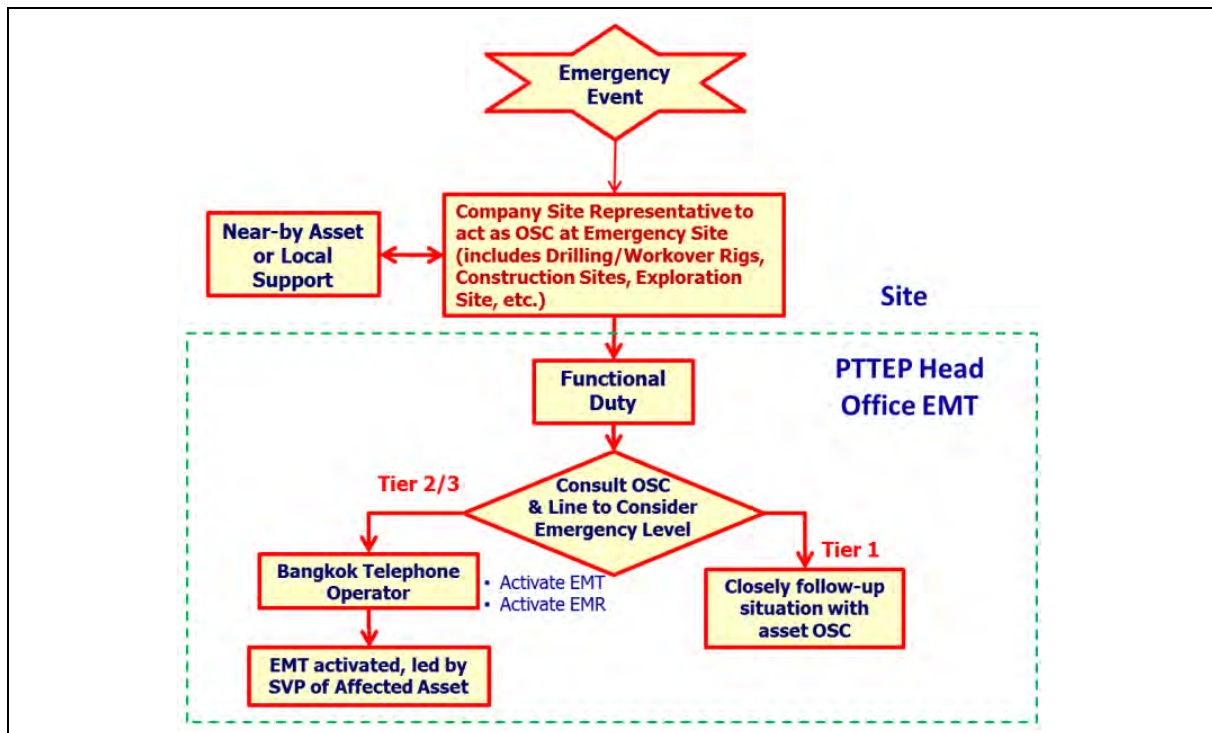 Emergency
Event
Company Site Representative to
act as OSC at Emergency Site
(includes Drilling/Workover Rigs,
Construction Sites, Exploration
Site, etc.)
Near-by Asset
or Local
Support
Site
PTTEP Head
Office EMT
Functional
Duty
Tier 2/3
Consult OSC
& Line to Consider
Emergency Level
Tier 1
Bangkok Telephone
Operator
• Activate EMT
• Activate EMR
Closely follow-up
situation with
asset OSC
EMT activated, led by
SVP of Affected Asset